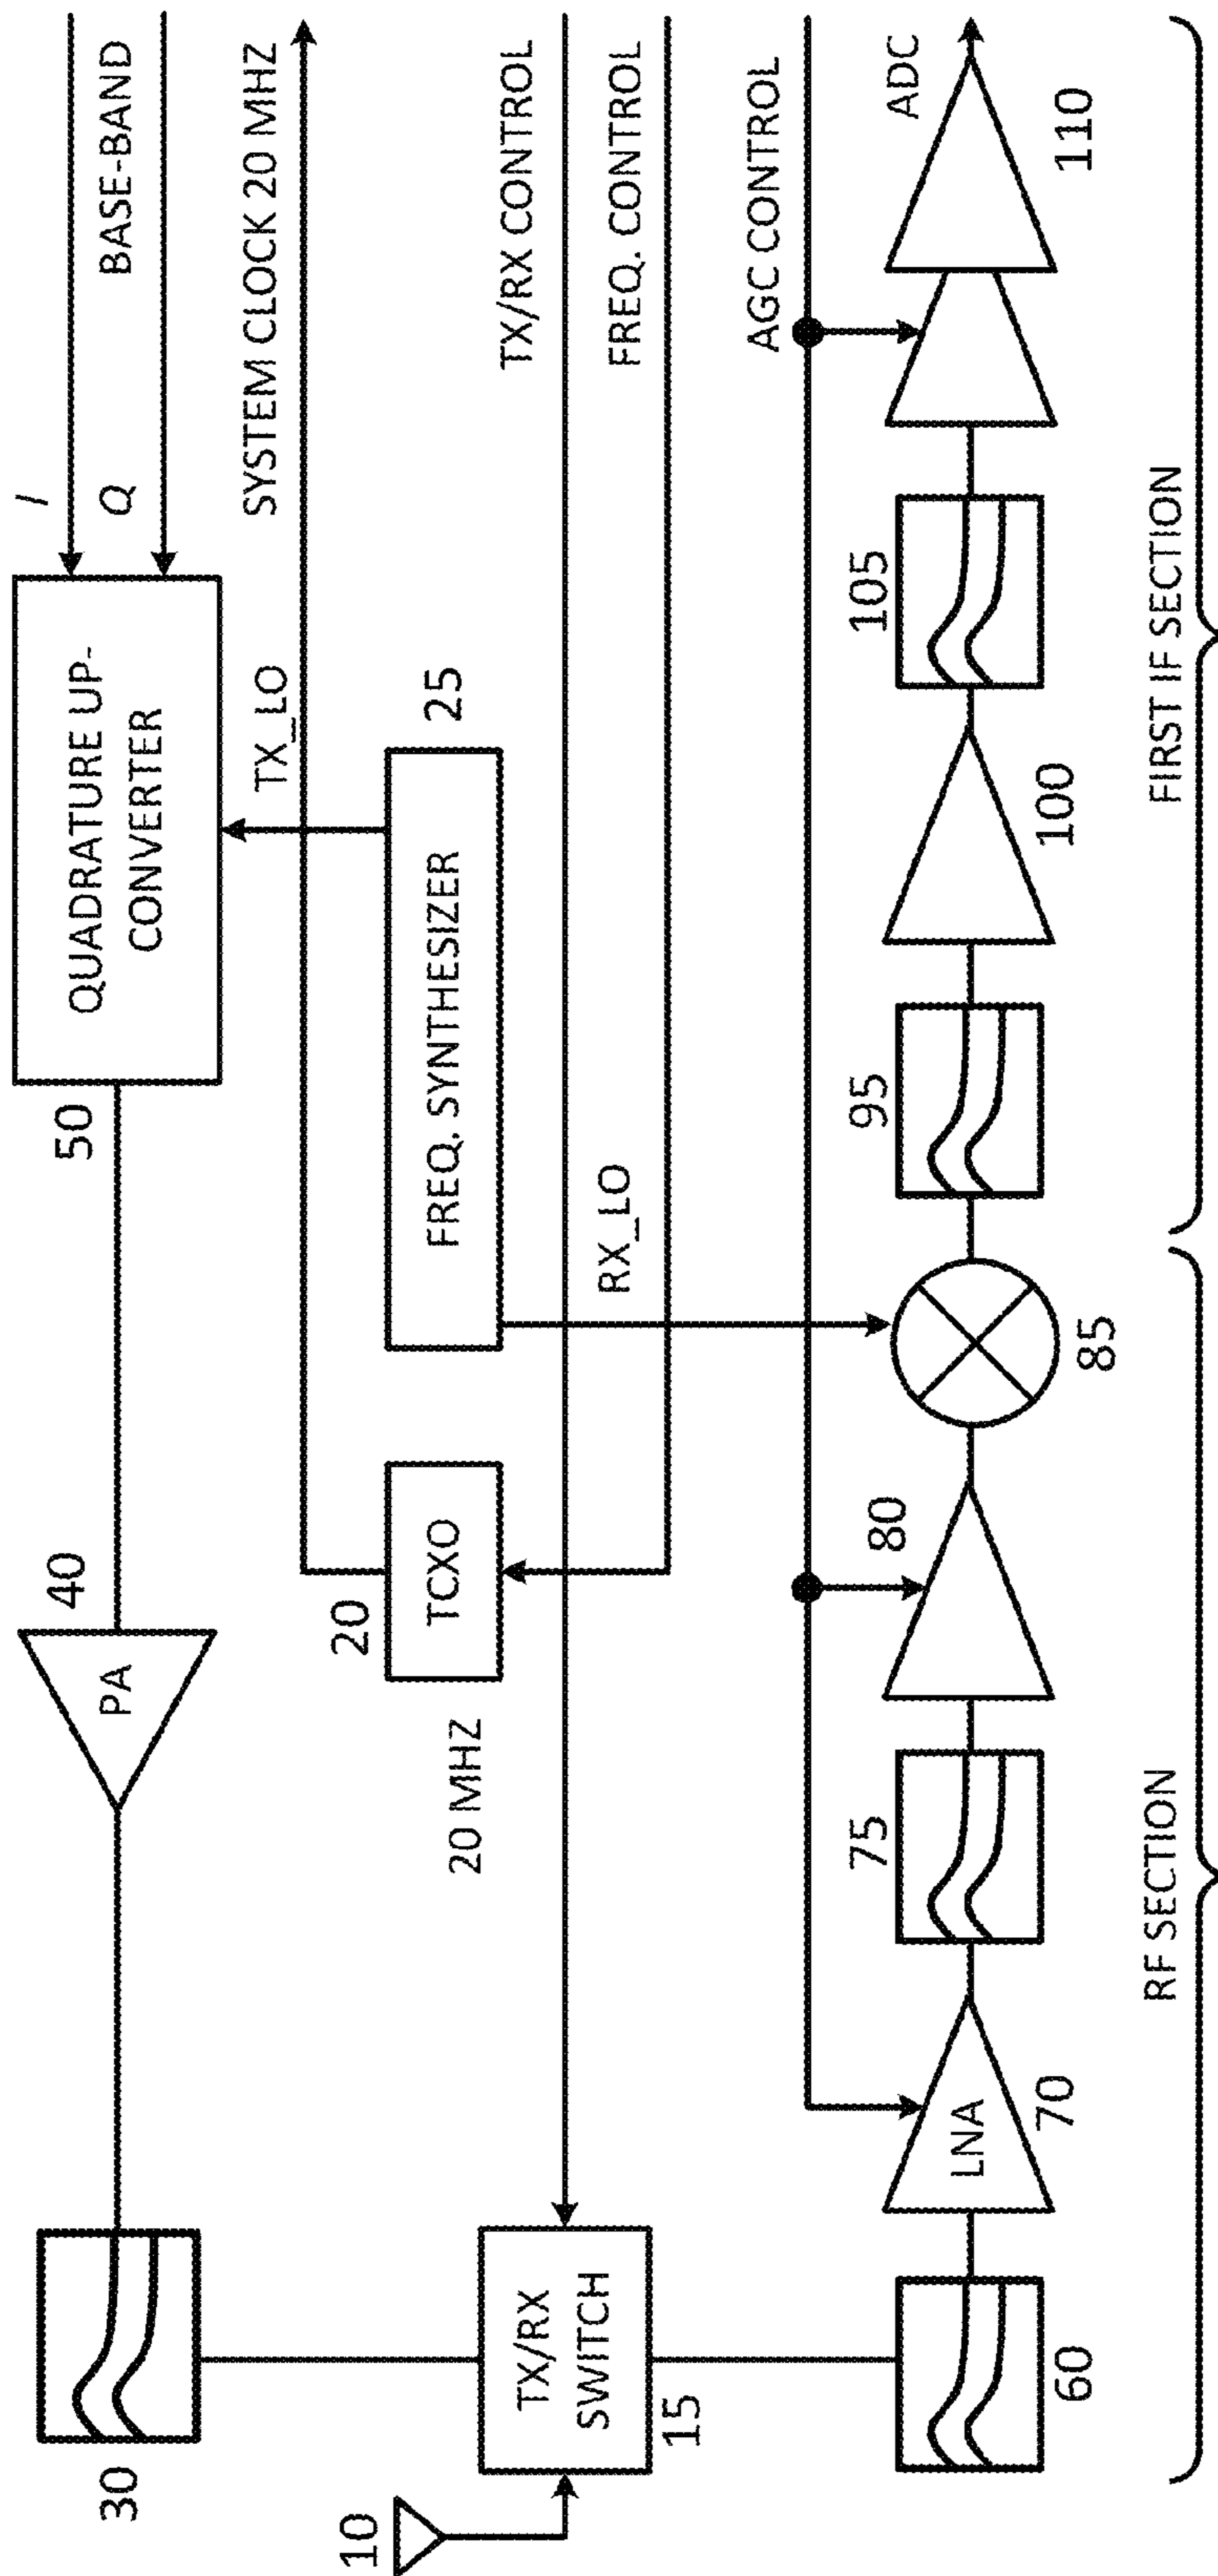 30
40
PA
50
QUADRATURE UP-
CONVERTER
I
Q
BASE-BAND
10
20
TCXO
20 MHZ
FREQ. SYNTHESIZER
25
TX_LO
SYSTEM CLOCK 20 MHZ
TX/RX
SWITCH
15
RX_LO
TX/RX CONTROL
FREQ. CONTROL
AGC CONTROL
60
LNA
70
75
80
85
95
100
105
110
ADC
RF SECTION
FIRST IF SECTION